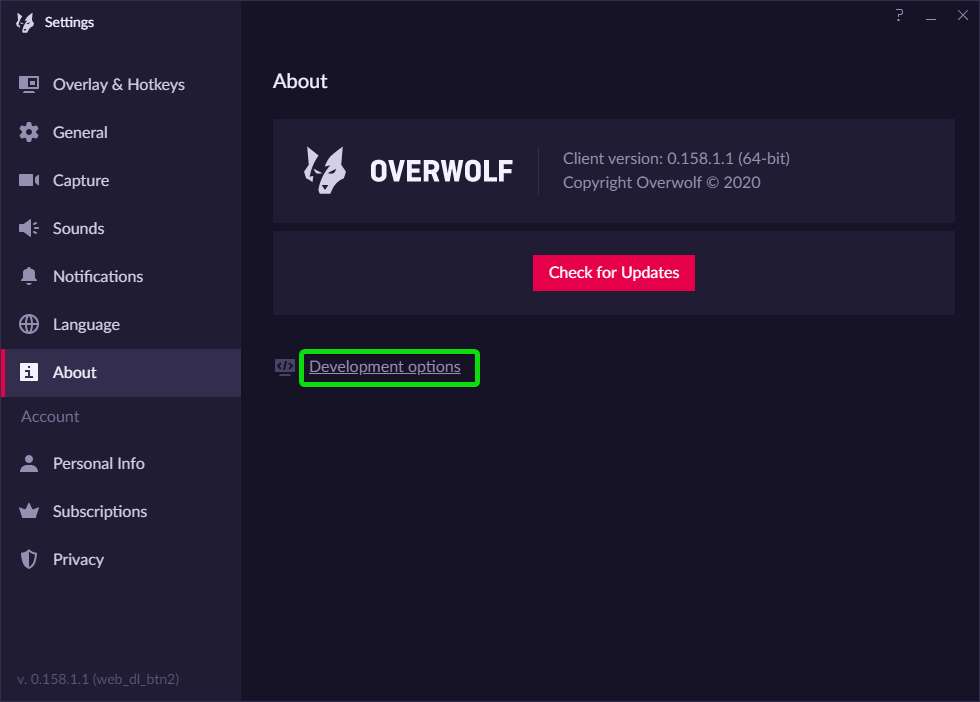 Settings
?
Overlay & Hotkeys
General
Capture
Sounds
Notifications
Language
About
Account
Personal Info
Subscriptions
Privacy
v. 0.158.1.1 (web_dl_btn2)
About
OVERWOLF
Client version: 0.158.1.1 (64-bit)
Copyright Overwolf © 2020
Check for Updates
</> Development options